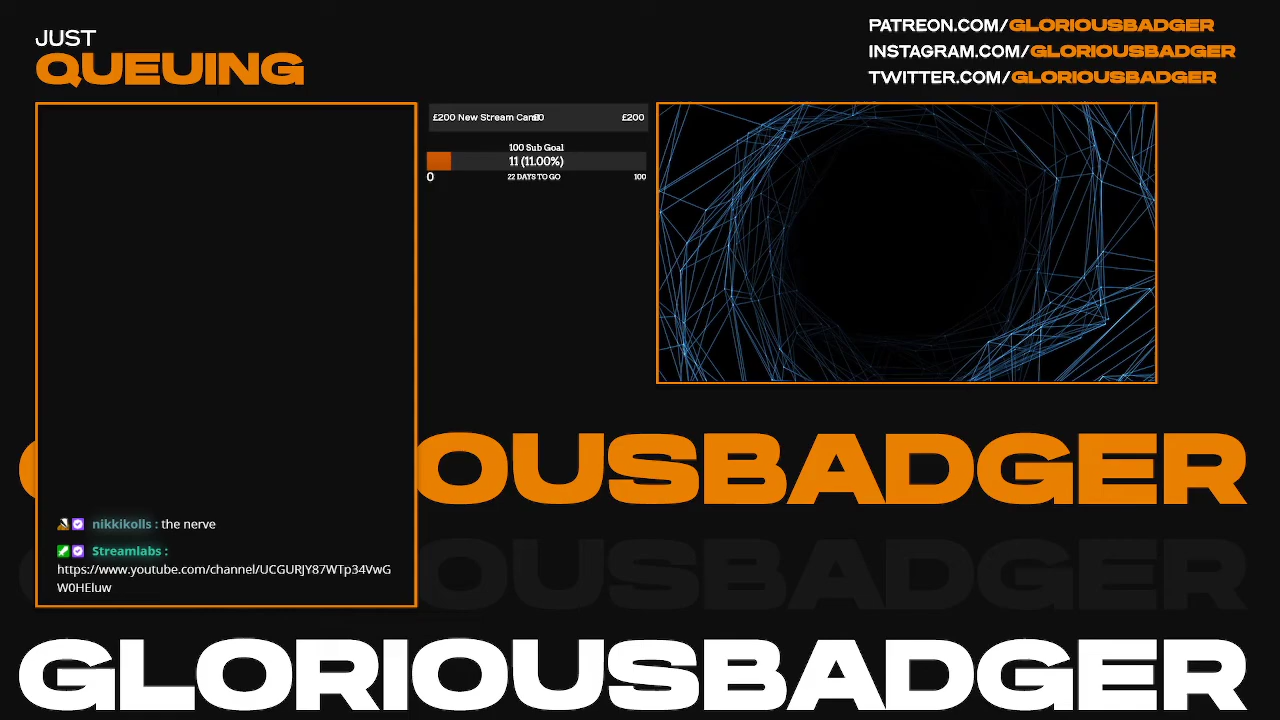 JUST
QUEUING
PATREON.COM/GLORIOUSBADGER
INSTAGRAM.COM/GLORIOUSBADGER
TWITTER.COM/GLORIOUSBADGER
£200 New Stream Cam £0 £200
100 Sub Goal
11 (11.00%)
0 22 DAYS TO GO 100
OUSBADGER
nikkikolls : the nerve
Streamlabs :
https://www.youtube.com/channel/UCGURJY87WTp34VwG
W0HEluw
OUSBADGER
GLORIOUSBADGER